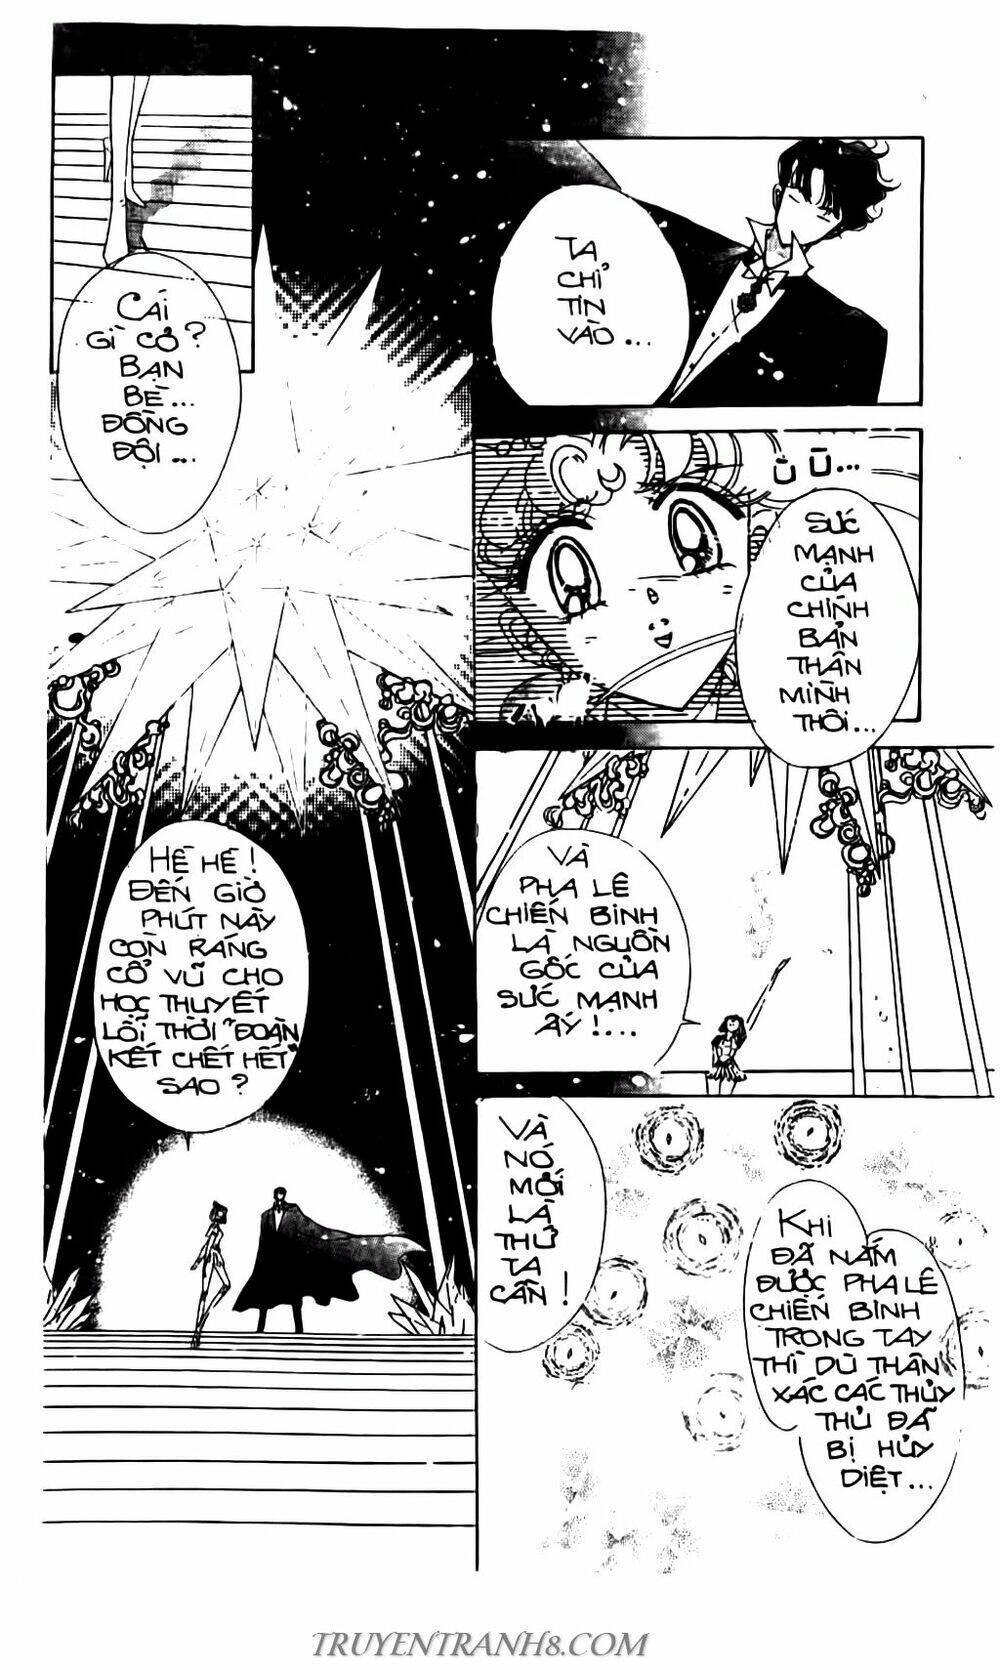 CÁI
GÌ CƠ?
BẠN
BÈ...
ĐỒNG
ĐỘI...
HÊ HÊ!
ĐẾN GIỜ
PHÚT NÀY
CÒN RÁNG
CỔ VŨ CHO
HỌC THUYẾT
LỖI THỜI "ĐOÀN
KẾT CHẾT HẾT"
SAO?
TA
CHỈ
TIN
VÀO...
Ù Ū...
SỨC
MẠNH
CỦA
CHÍNH
BẢN
THÂN
MÌNH
THÔI...
VÀ
PHA LÊ
CHIẾN BINH
LÀ NGUỒN
GỐC CỦA
SỨC MẠNH
ẤY!...
VÀ
NÓ
MỚI
LÀ
THỨ
TA
CẦN!
KHI
ĐÃ NẮM
ĐƯỢC PHA LÊ
CHIẾN BINH
TRONG TAY
THÌ DÙ THÂN
XÁC CÁC THỦY
THỦ ĐÃ
BỊ HỦY
DIỆT...
TRUYENTRANH8.COM